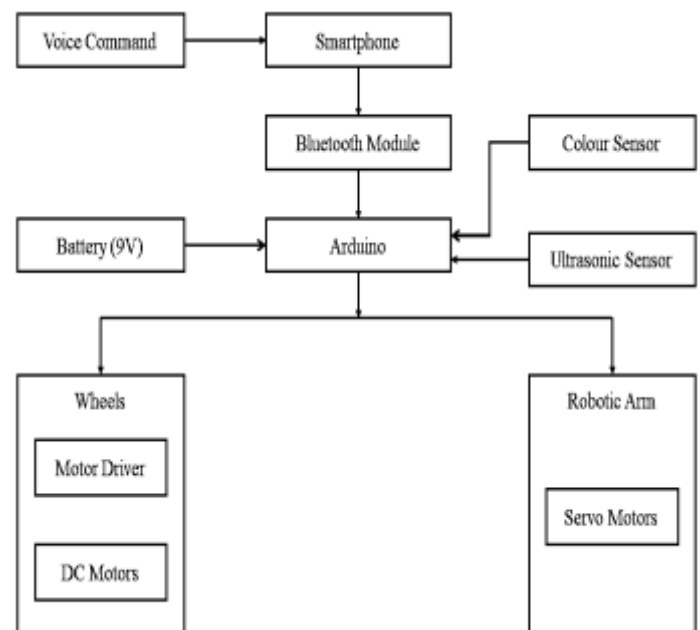 Voice Command
Smartphone
Bluetooth Module
Colour Sensor
Battery (9V)
Arduino
Ultrasonic Sensor
Wheels
Robotic Arm
Motor Driver
Servo Motors
DC Motors